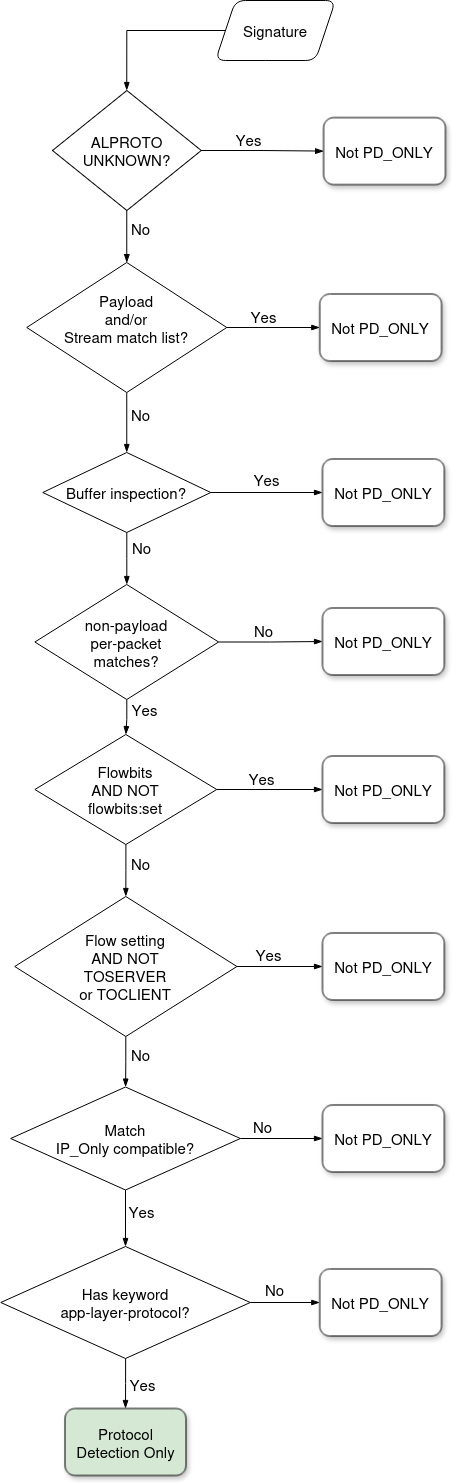 Signature
ALPROTO
UNKNOWN?
Yes
Not PD_ONLY
No
Payload
and/or
Stream match list?
Yes
Not PD_ONLY
No
Buffer inspection?
Yes
Not PD_ONLY
No
non-payload
per-packet
matches?
No
Not PD_ONLY
Yes
Flowbits
AND NOT
flowbits:set
Yes
Not PD_ONLY
No
Flow setting
AND NOT
TOSERVER
or TOCLIENT
Yes
Not PD_ONLY
No
Match
IP_Only compatible?
No
Not PD_ONLY
Yes
Has keyword
app-layer-protocol?
No
Not PD_ONLY
Yes
Protocol
Detection Only